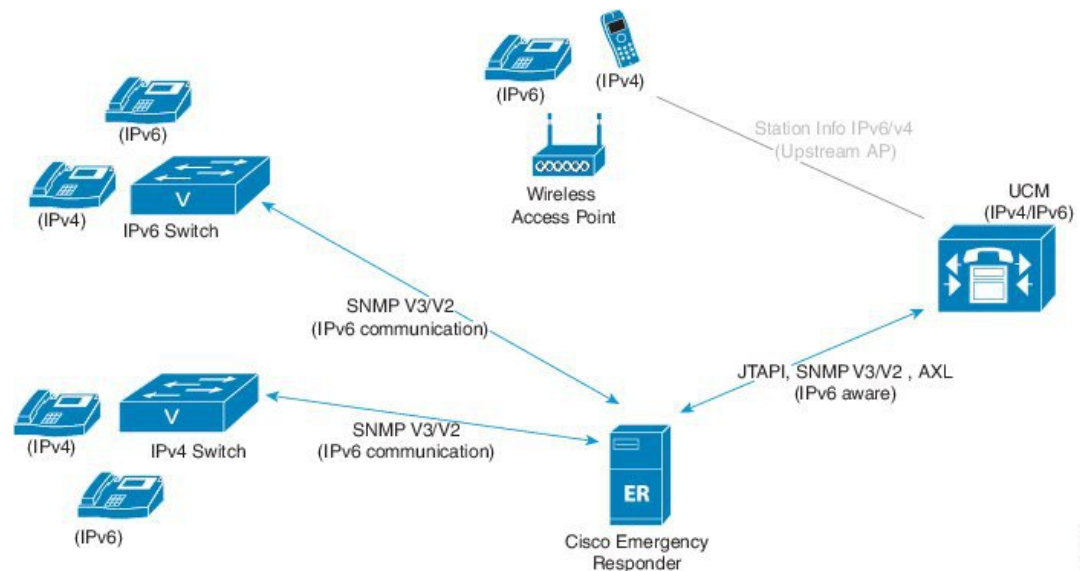 (IPv6)
(IPv4)
Station Info IPv6/v4
(Upstream AP)
Wireless
Access Point
UCM
(IPv4/IPv6)
(IPv6)
(IPv4)
V
IPv6 Switch
SNMP V3/V2
(IPv6 communication)
JTAPI, SNMP V3/V2 , AXL
(IPv6 aware)
(IPv4)
V
IPv4 Switch
(IPv6)
SNMP V3/V2
(IPv6 communication)
ER
Cisco Emergency
Responder